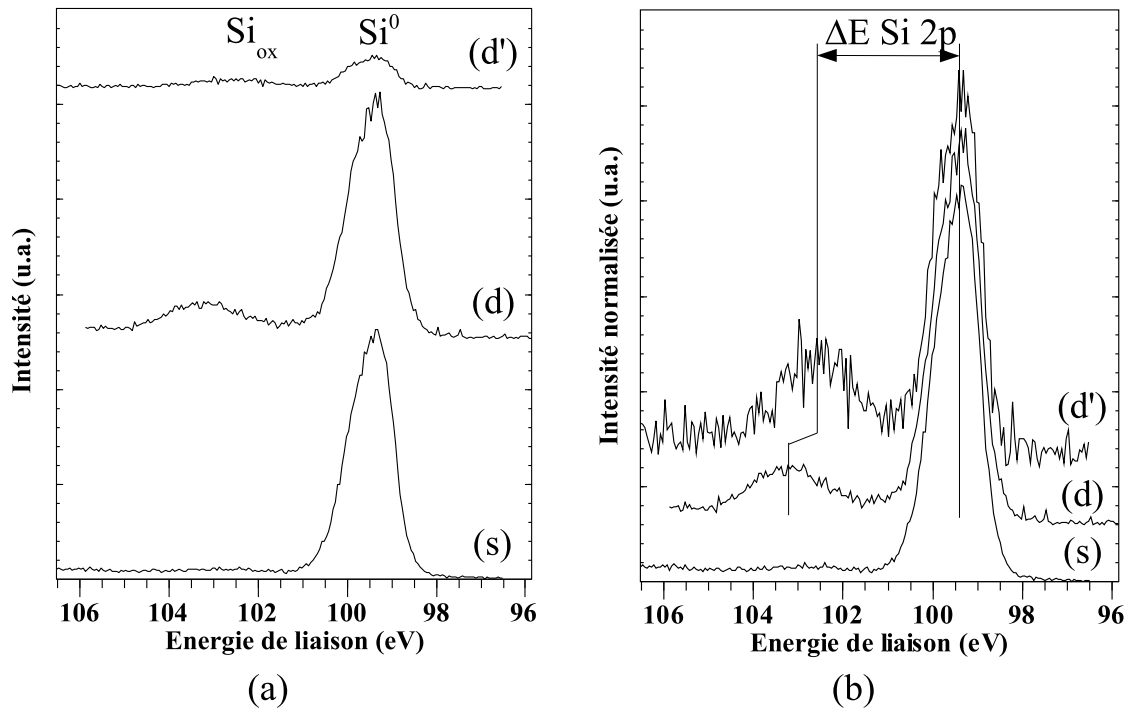 Si_ox Si^0
(d')
(d)
(s)
Intensité (u.a.)
106 104 102 100 98 96
Energie de liaison (eV)
(a)
ΔE Si 2p
(d')
(d)
(s)
Intensité normalisée (u.a.)
106 104 102 100 98 96
Energie de liaison (eV)
(b)